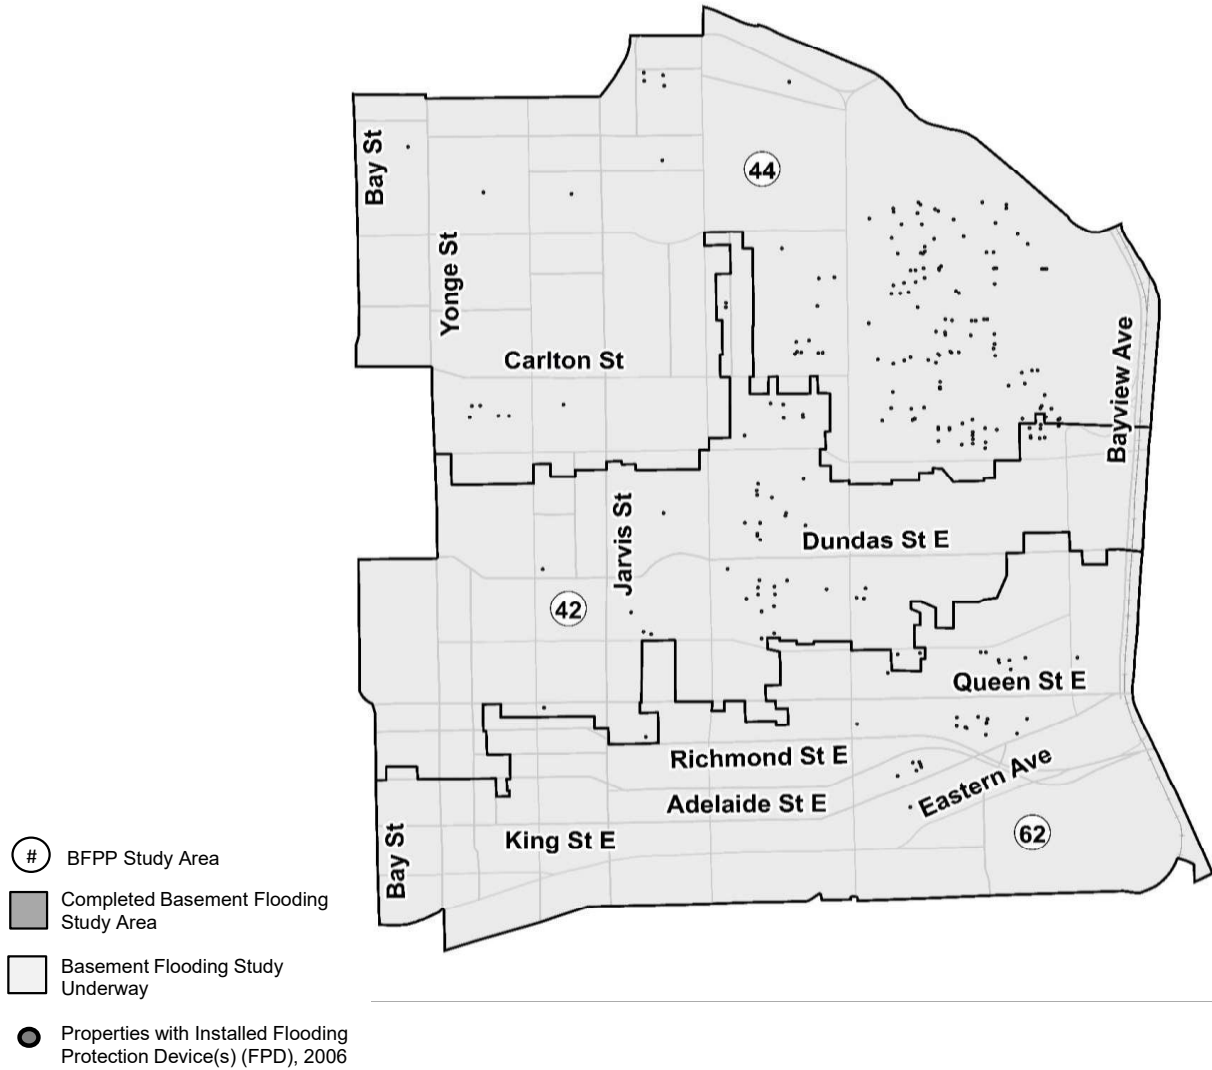 44
Bay St
Yonge St
Carlton St
Bayview Ave
Jarvis St
Dundas St E
42
Queen St E
Richmond St E
Eastern Ave
Adelaide St E
62
King St E
Bay St
# BFPP Study Area
Completed Basement Flooding
Study Area
Basement Flooding Study
Underway
Properties with Installed Flooding
Protection Device(s) (FPD), 2006